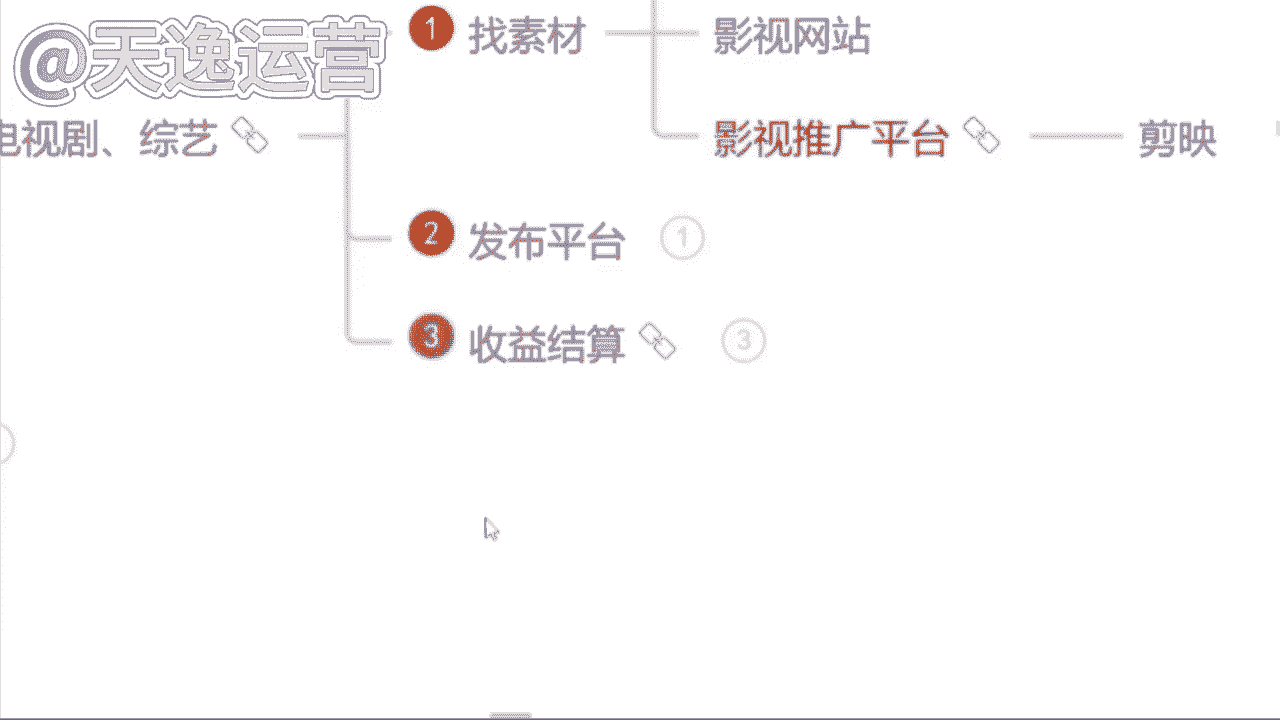 @天逸运营
1 找素材
影视网站
电视剧、综艺
影视推广平台
剪映
2 发布平台 1
3 收益结算 3